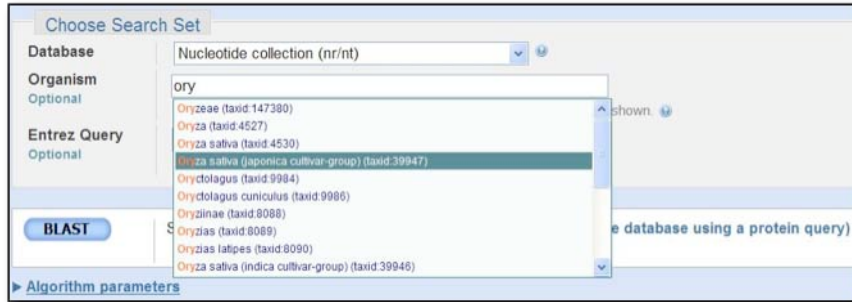 Choose Search Set
Database
Nucleotide collection (nr/nt)
Organism
Optional
ory
shown.
Oryzeae (taxid:147380)
Oryza (taxid:4527)
Oryza sativa (taxid:4530)
Oryza sativa (japonica cultivar-group) (taxid:39947)
Oryctolagus (taxid:9984)
Oryctolagus cuniculus (taxid:9986)
Oryziinae (taxid:8088)
Oryzias (taxid:8089)
Oryzias latipes (taxid:8090)
Oryza sativa (indica cultivar-group) (taxid:39946)
Entrez Query
Optional
BLAST
S
e database using a protein query)
Algorithm parameters